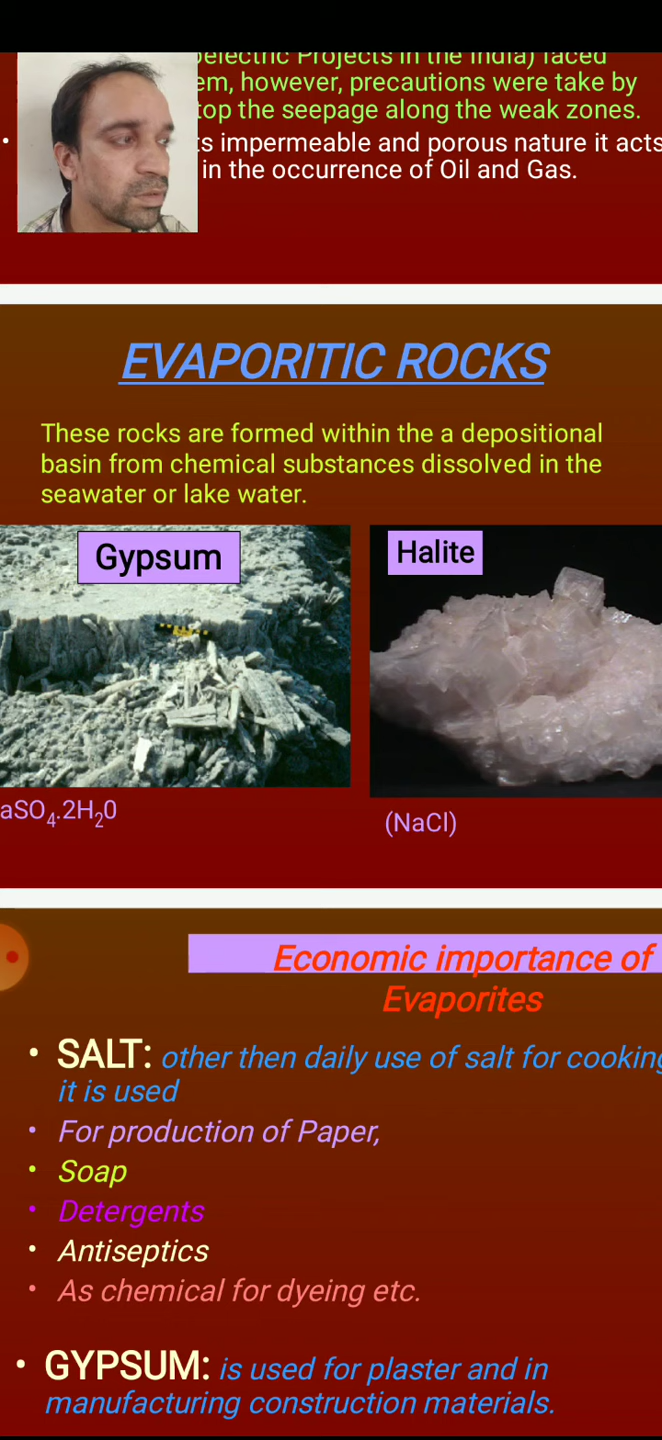 oelectric Projects in the India) faced
em, however, precautions were take by
top the seepage along the weak zones.
• ts impermeable and porous nature it acts
in the occurrence of Oil and Gas.
EVAPORITIC ROCKS
These rocks are formed within the a depositional
basin from chemical substances dissolved in the
seawater or lake water.
Gypsum
Halite
aSO₄.2H₂0
(NaCl)
Economic importance of
Evaporites
• SALT: other then daily use of salt for cooking
it is used
• For production of Paper,
• Soap
• Detergents
• Antiseptics
• As chemical for dyeing etc.
• GYPSUM: is used for plaster and in
manufacturing construction materials.